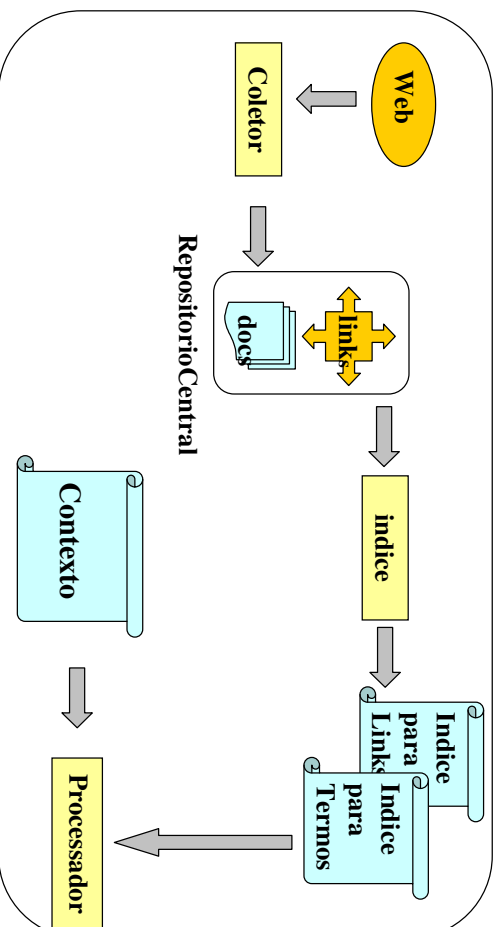 Web
Coletor
links
docs
RepositorioCentral
indice
Indice
para
Links
Indice
para
Termos
Contexto
Processador